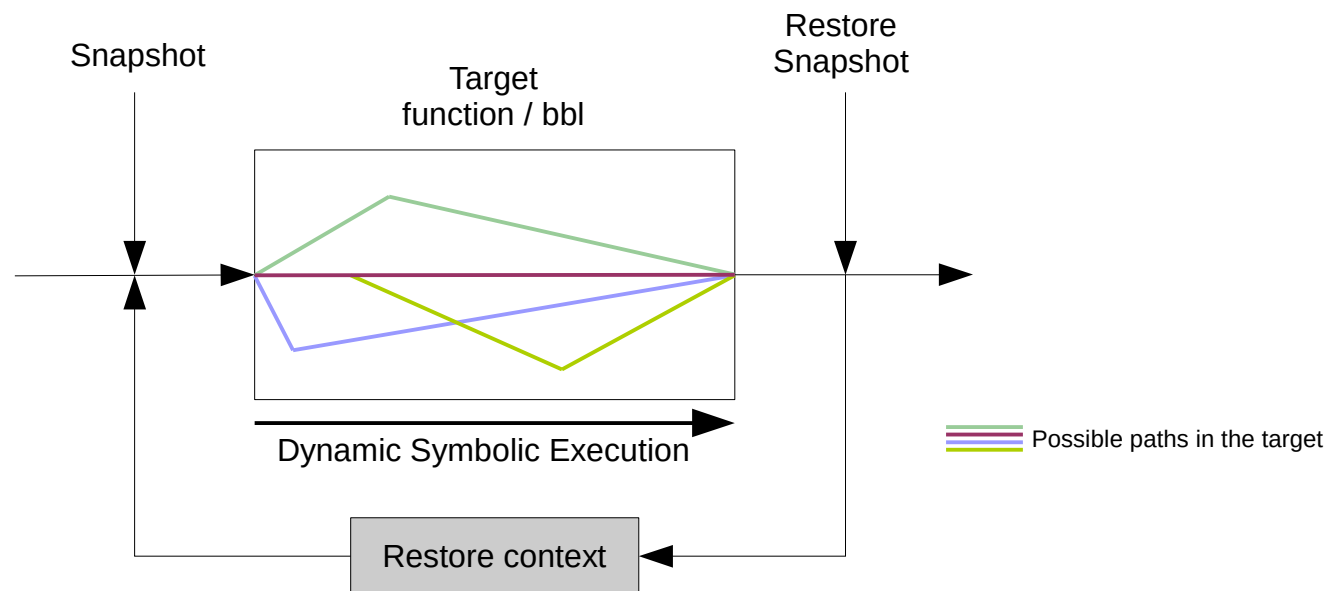 Snapshot
Target
function / bbl
Restore
Snapshot
Dynamic Symbolic Execution
Possible paths in the target
Restore context